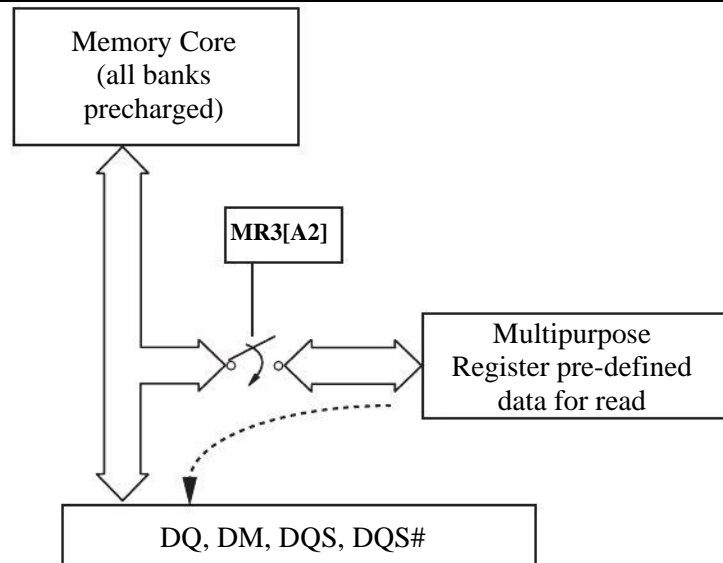 Memory Core
(all banks
precharged)
MR3[A2]
Multipurpose
Register pre-defined
data for read
DQ, DM, DQS, DQS#